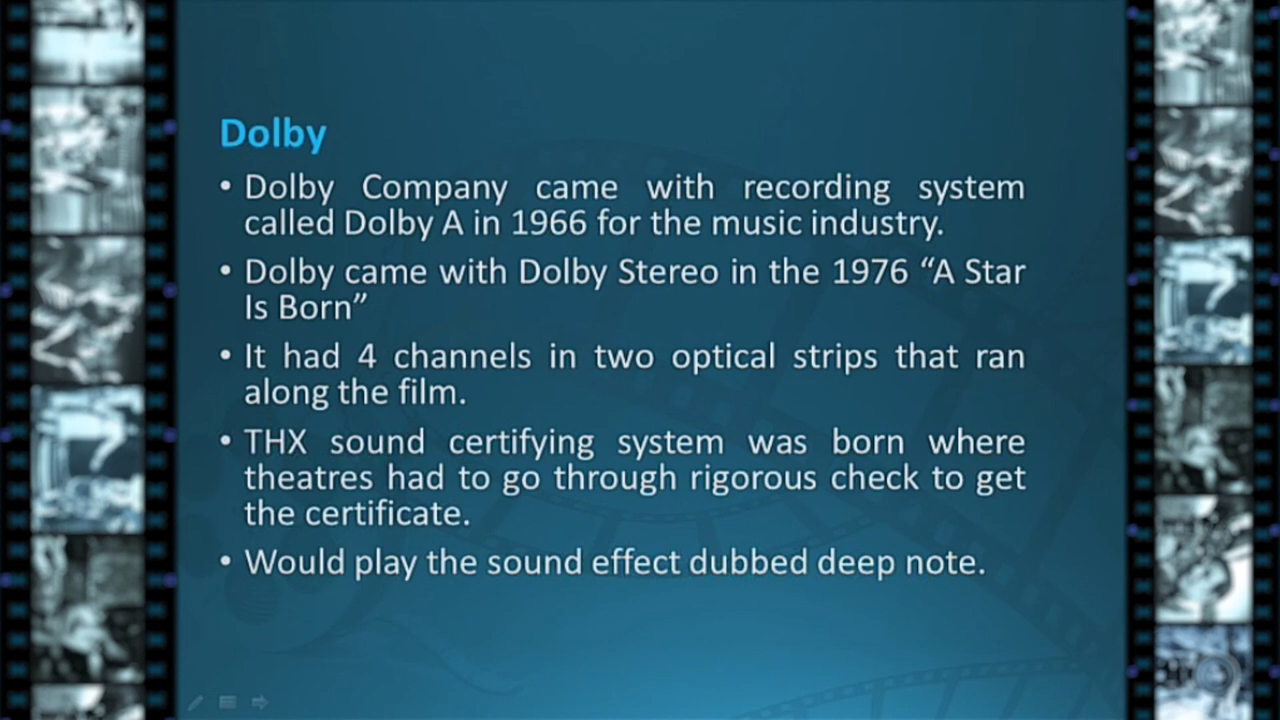 Dolby
• Dolby Company came with recording system
called Dolby A in 1966 for the music industry.
• Dolby came with Dolby Stereo in the 1976 “A Star
Is Born”
• It had 4 channels in two optical strips that ran
along the film.
• THX sound certifying system was born where
theatres had to go through rigorous check to get
the certificate.
• Would play the sound effect dubbed deep note.